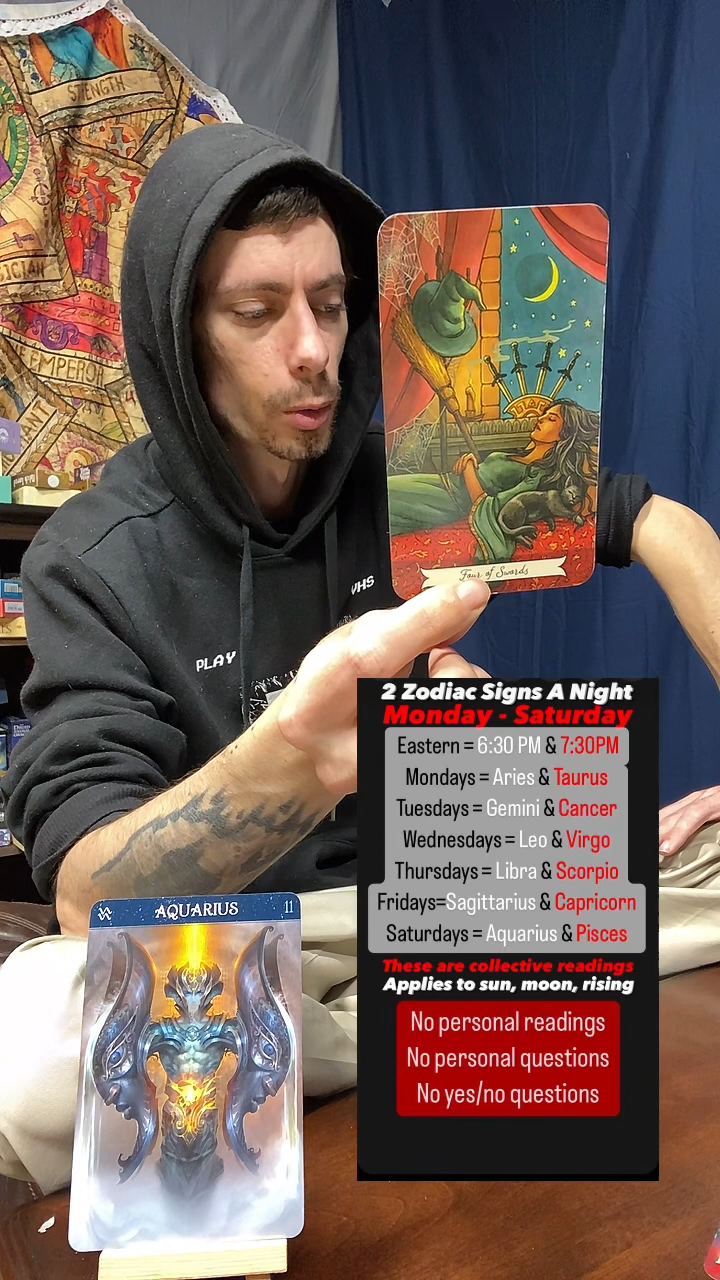 STRENGTH
EMPEROR
Four of Swords
VHS
PLAY
2 Zodiac Signs A Night
Monday - Saturday
Eastern = 6:30 PM & 7:30PM
Mondays = Aries & Taurus
Tuesdays = Gemini & Cancer
Wednesdays = Leo & Virgo
Thursdays = Libra & Scorpio
Fridays=Sagittarius & Capricorn
Saturdays = Aquarius & Pisces
These are collective readings
Applies to sun, moon, rising
No personal readings
No personal questions
No yes/no questions
AQUARIUS 11